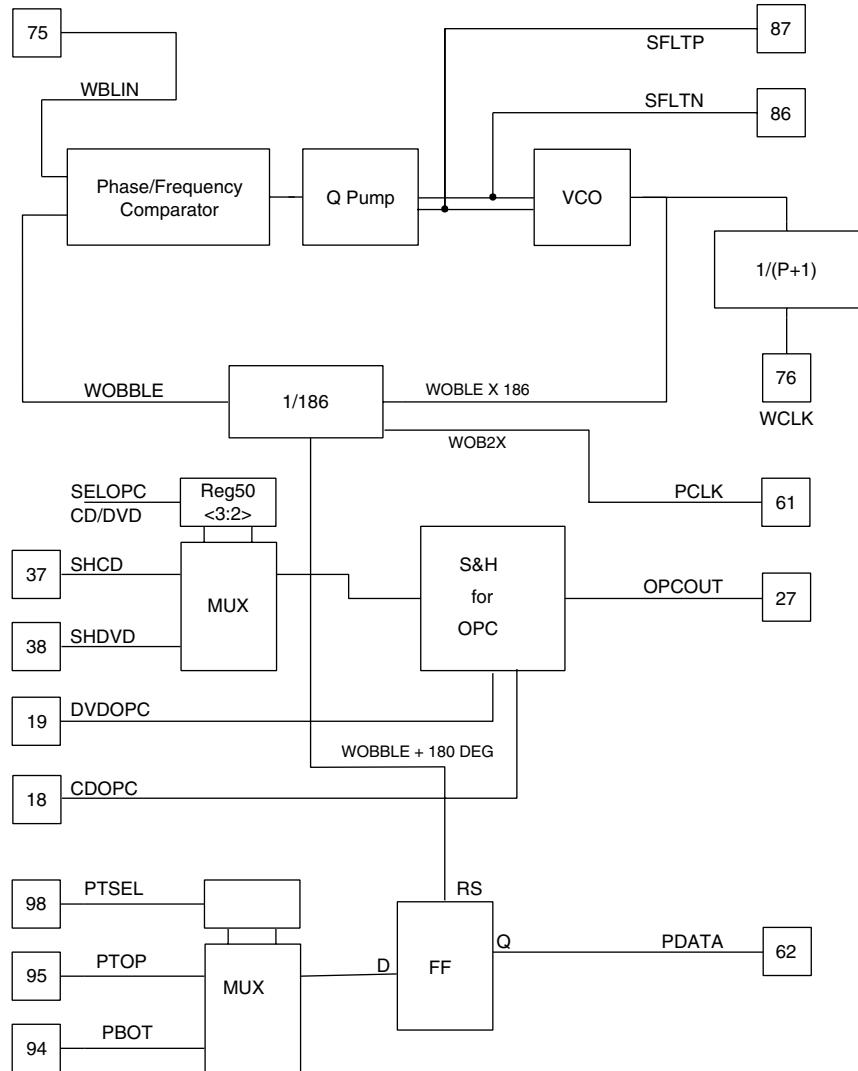 75
87
SFLTP
WBLIN
SFLTN
86
Phase/Frequency
Comparator
Q Pump
VCO
1/(P+1)
WOBBLE
1/186
WOBLE X 186
76
WCLK
WOB2X
SELOPC
CD/DVD
Reg50
<3:2>
PCLK
61
37
SHCD
MUX
S&H
for
OPC
OPCOUT
27
38
SHDVD
19
DVDOPC
WOBBLE + 180 DEG
18
CDOPC
98
PTSEL
RS
95
PTOP
MUX
D
FF
Q
PDATA
62
94
PBOT